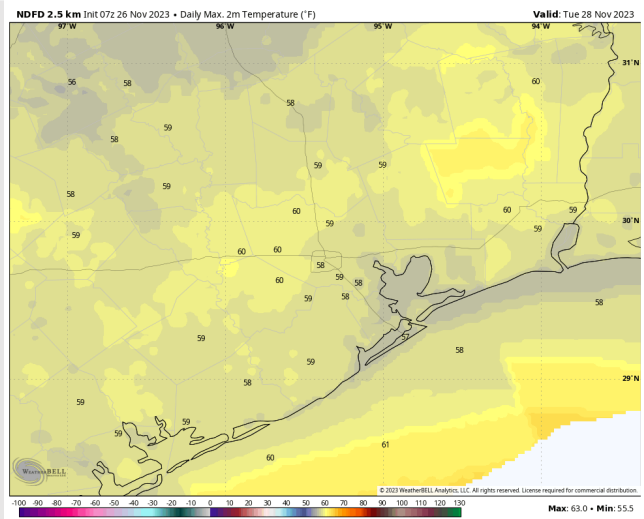 NDFD 2.5 km Init 07z 26 Nov 2023 • Daily Max. 2m Temperature (°F)
Valid: Tue 28 Nov 2023
97°W 96°W 95°W 94°W
31°N
56 58 58 60
59
58
59 59
58 59
60 59 60 59
59 59
60 60
58
60 59 58
59 58
58
57
59 58
59
58
59
30°N
29°N
59
59
60 61
WeatherBELL
© 2023 WeatherBELL Analytics, LLC. All rights reserved. License required for commercial distribution.
-100 -90 -80 -70 -60 -50 -40 -30 -20 -10 0 10 20 30 40 50 60 70 80 90 100 110 120 130
Max: 63.0 • Min: 55.5